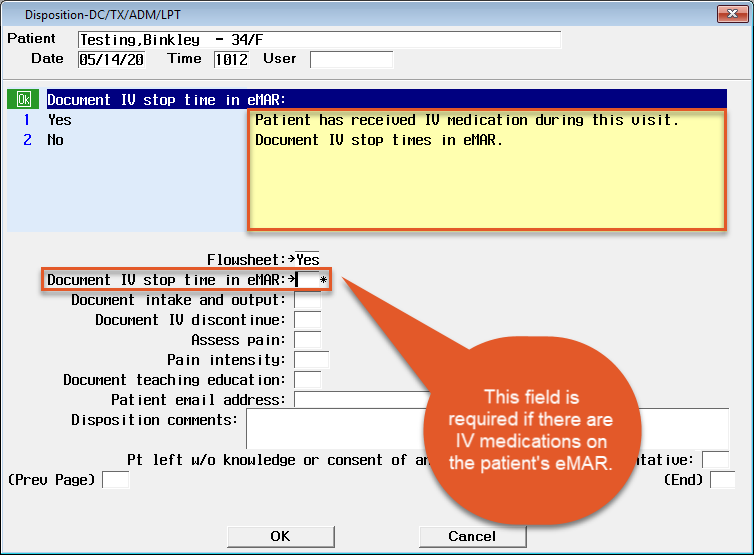 Disposition-DC/TX/ADM/LPT
Patient Testing,Binkley - 34/F
Date 05/14/20 Time 1012 User
Ok Document IV stop time in eMAR:
1 Yes Patient has received IV medication during this visit.
2 No Document IV stop times in eMAR.
Flowsheet:→Yes
Document IV stop time in eMAR:→ *
Document intake and output:
Document IV discontinue:
Assess pain:
Pain intensity:
Document teaching education:
Patient email address:
Disposition comments:
This field is
required if there are
IV medications on
the patient's eMAR.
Pt left w/o knowledge or consent of
(Prev Page) (End)
OK Cancel